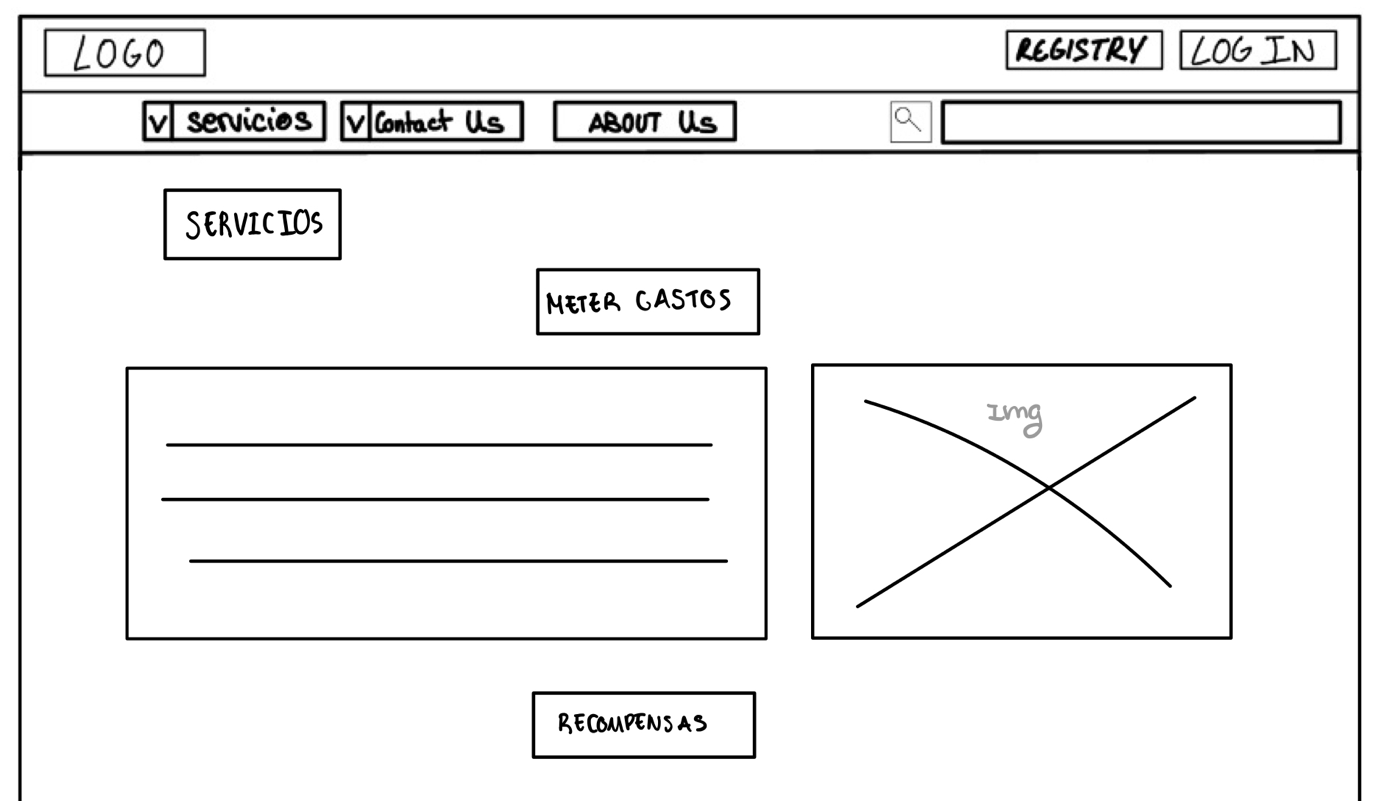 LOGO
REGISTRY
LOG IN
V servicios
V Contact Us
ABOUT Us
SERVICIOS
METER GASTOS
Img
RECOMPENSAS